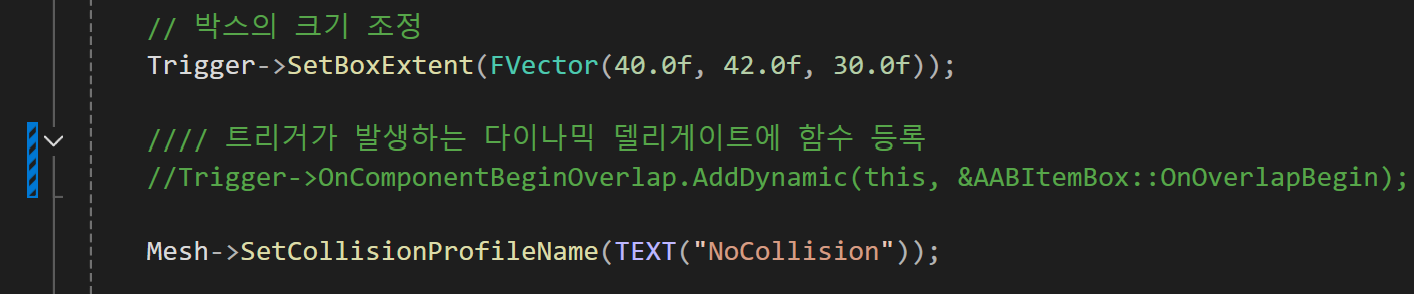 // 박스의 크기 조정
Trigger->SetBoxExtent(FVector(40.0f, 42.0f, 30.0f));
//// 트리거가 발생하는 다이나믹 델리게이트에 함수 등록
//Trigger->OnComponentBeginOverlap.AddDynamic(this, &AABItemBox::OnOverlapBegin);
Mesh->SetCollisionProfileName(TEXT("NoCollision"));